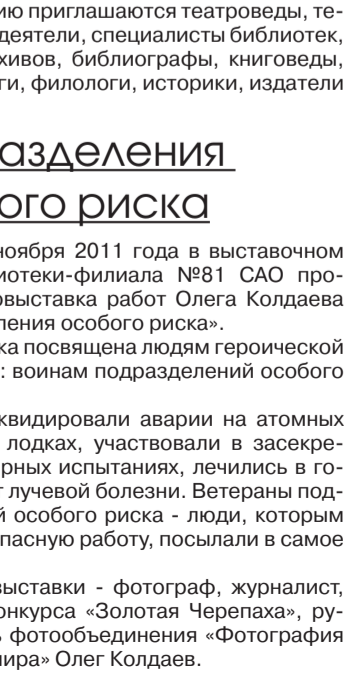 ию приглашаются театроведы, те-
деятели, специалисты библиотек,
хивов, библиографы, книговеды,
ги, филологи, историки, издатели
азделения
ого риска
ноября 2011 года в выставочном
иотеки-филиала №81 САО про-
овыставка работ Олега Колдаева
ления особого риска».
ка посвящена людям героической
: воинам подразделений особого
квидировали аварии на атомных
лодках, участвовали в засекре-
рных испытаниях, лечились в го-
т лучевой болезни. Ветераны под-
й особого риска - люди, которым
пасную работу, посылали в самое
выставки - фотограф, журналист,
онкурса «Золотая Черепаха», ру-
ь фотообъединения «Фотография
мира» Олег Колдаев.